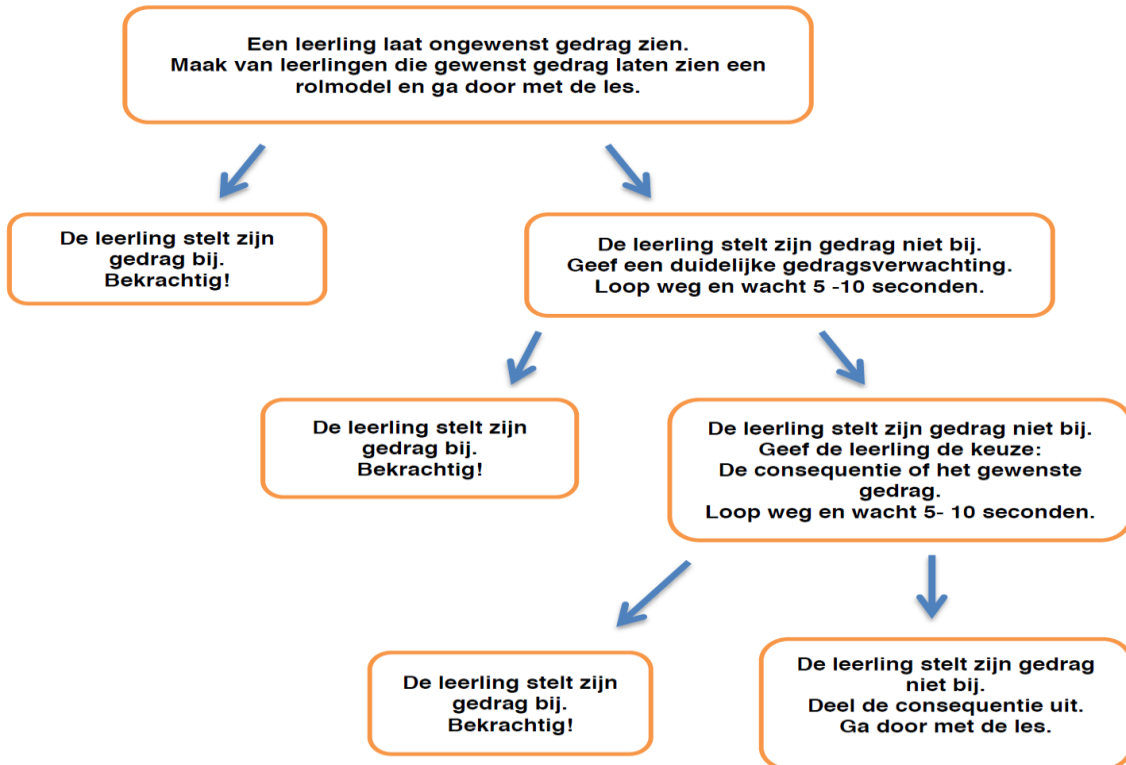 Een leerling laat ongewenst gedrag zien.
Maak van leerlingen die gewenst gedrag laten zien een
rolmodel en ga door met de les.
De leerling stelt zijn
gedrag bij.
Bekrachtig!
De leerling stelt zijn gedrag niet bij.
Geef een duidelijke gedragsverwachting.
Loop weg en wacht 5 -10 seconden.
De leerling stelt zijn
gedrag bij.
Bekrachtig!
De leerling stelt zijn gedrag niet bij.
Geef de leerling de keuze:
De consequentie of het gewenste
gedrag.
Loop weg en wacht 5- 10 seconden.
De leerling stelt zijn
gedrag bij.
Bekrachtig!
De leerling stelt zijn gedrag
niet bij.
Deel de consequentie uit.
Ga door met de les.